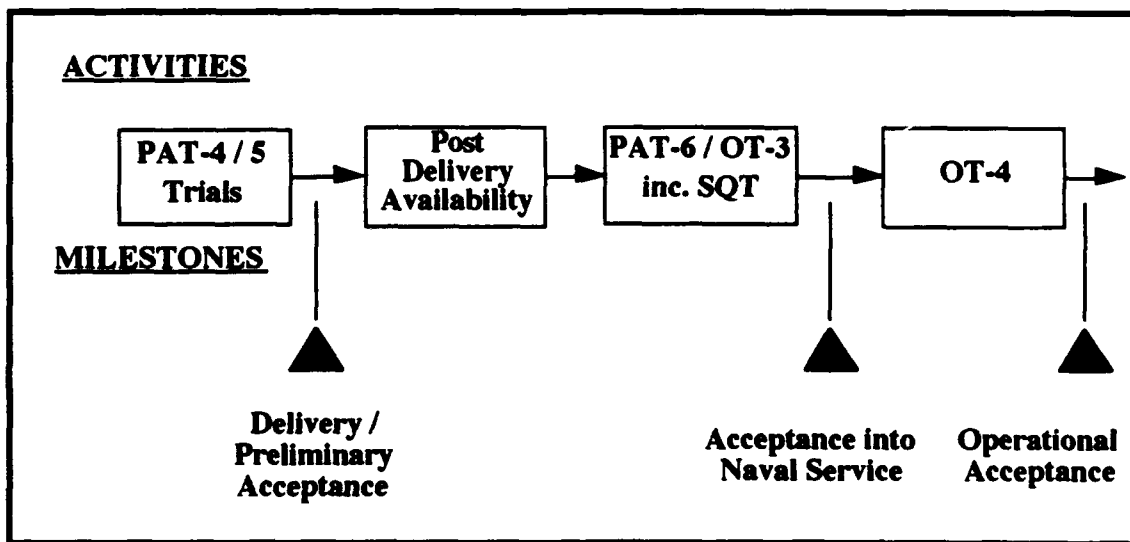 ACTIVITIES
PAT-4 / 5
Trials
Post
Delivery
Availability
PAT-6 / OT-3
inc. SQT
OT-4
MILESTONES
Delivery /
Preliminary
Acceptance
Acceptance into
Naval Service
Operational
Acceptance